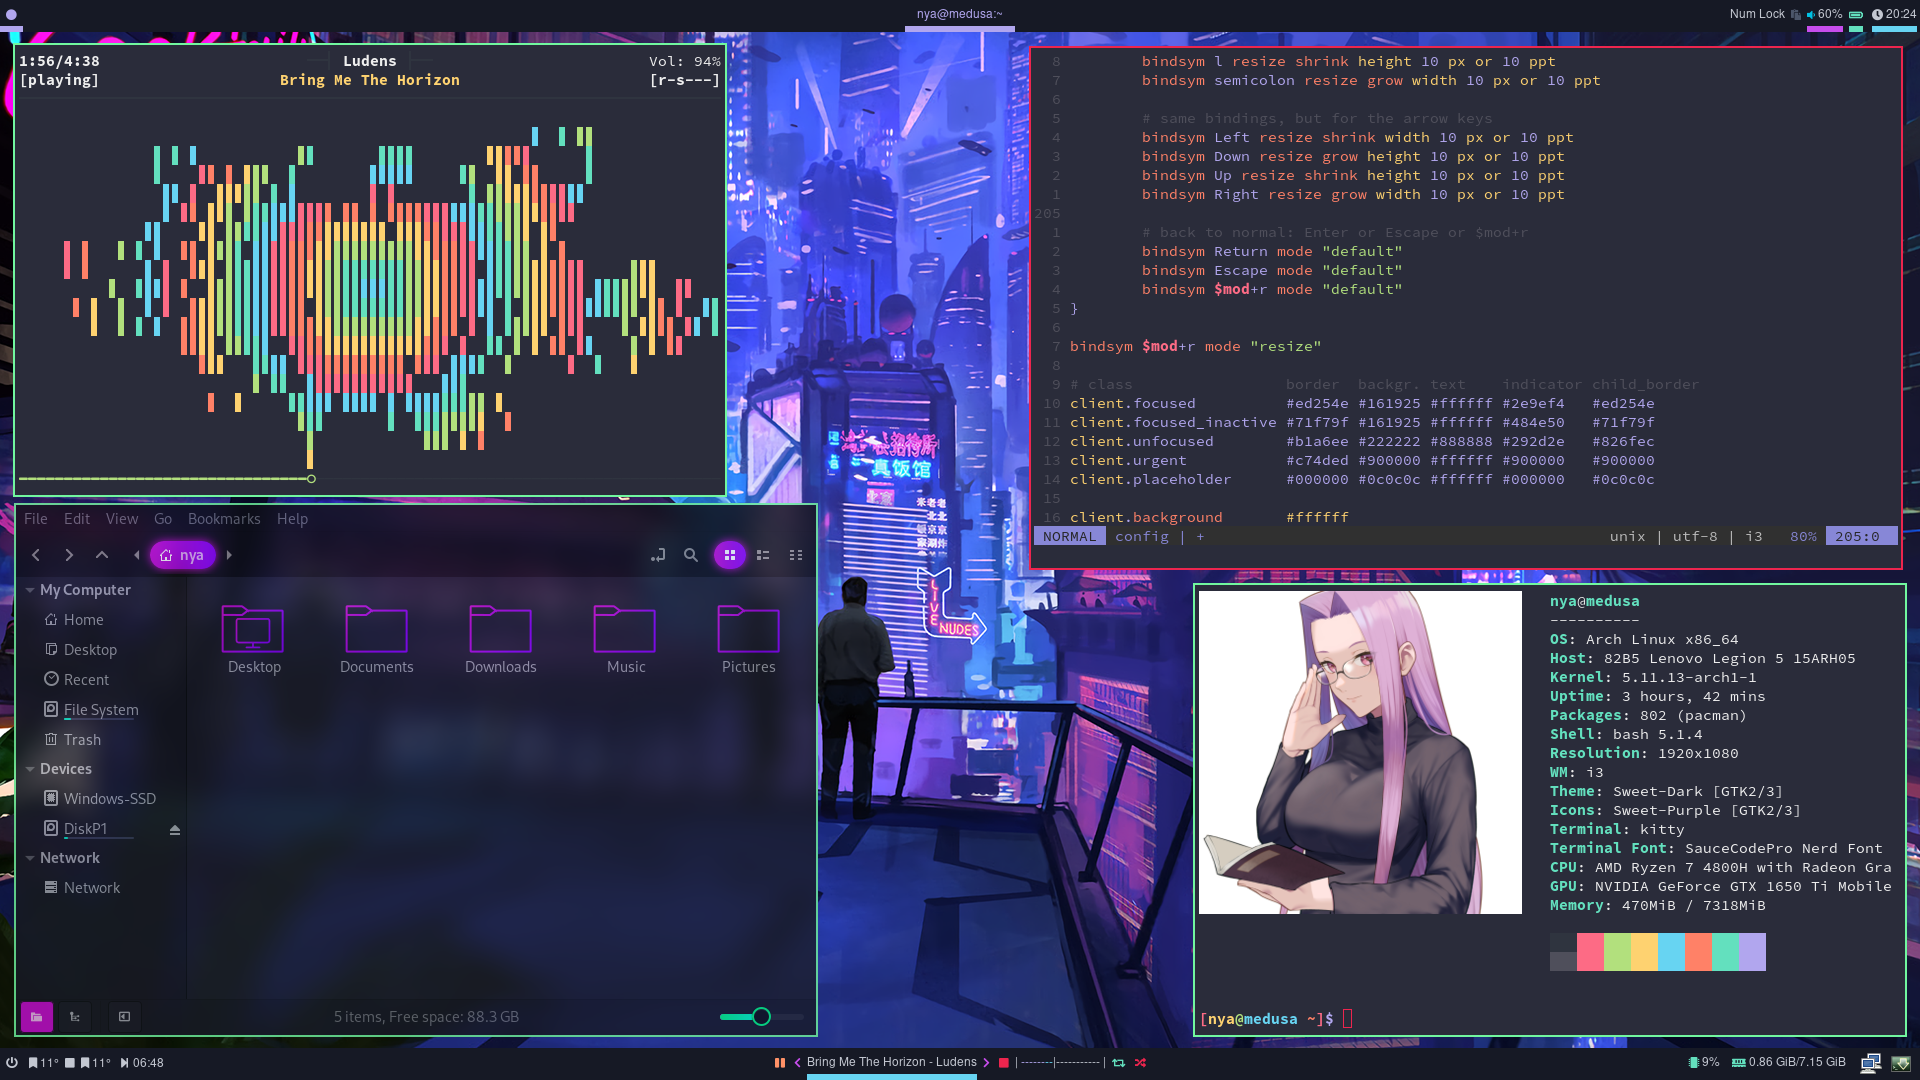 nya@medusa:~
Num Lock 60% 20:24
1:56/4:38 Ludens Vol: 94%
[playing] Bring Me The Horizon [r-s---]
8 bindsym l resize shrink height 10 px or 10 ppt
7 bindsym semicolon resize grow width 10 px or 10 ppt
6
5 # same bindings, but for the arrow keys
4 bindsym Left resize shrink width 10 px or 10 ppt
3 bindsym Down resize grow height 10 px or 10 ppt
2 bindsym Up resize shrink height 10 px or 10 ppt
1 bindsym Right resize grow width 10 px or 10 ppt
205
1 # back to normal: Enter or Escape or $mod+r
2 bindsym Return mode "default"
3 bindsym Escape mode "default"
4 bindsym $mod+r mode "default"
5 }
6
7 bindsym $mod+r mode "resize"
8
9 # class border backgr. text indicator child_border
10 client.focused #ed254e #161925 #ffffff #2e9ef4 #ed254e
11 client.focused_inactive #71f79f #161925 #ffffff #484e50 #71f79f
12 client.unfocused #b1a6ee #222222 #888888 #292d2e #826fec
13 client.urgent #c74ded #900000 #ffffff #900000 #900000
14 client.placeholder #000000 #0c0c0c #ffffff #000000 #0c0c0c
15
16 client.background #ffffff
NORMAL config | + unix | utf-8 | i3 80% 205:0
真饭馆
LIVE
NUDES
File Edit View Go Bookmarks Help
nya
My Computer
Home
Desktop
Recent
File System
Trash
Devices
Windows-SSD
DiskP1
Network
Network
Desktop Documents Downloads Music Pictures
5 items, Free space: 88.3 GB
nya@medusa
----------
OS: Arch Linux x86_64
Host: 82B5 Lenovo Legion 5 15ARH05
Kernel: 5.11.13-arch1-1
Uptime: 3 hours, 42 mins
Packages: 802 (pacman)
Shell: bash 5.1.4
Resolution: 1920x1080
WM: i3
Theme: Sweet-Dark [GTK2/3]
Icons: Sweet-Purple [GTK2/3]
Terminal: kitty
Terminal Font: SauceCodePro Nerd Font
CPU: AMD Ryzen 7 4800H with Radeon Gra
GPU: NVIDIA GeForce GTX 1650 Ti Mobile
Memory: 470MiB / 7318MiB
[nya@medusa ~]$
11° 11° 06:48
Bring Me The Horizon - Ludens |--------|-----------|
9% 0.86 GiB/7.15 GiB